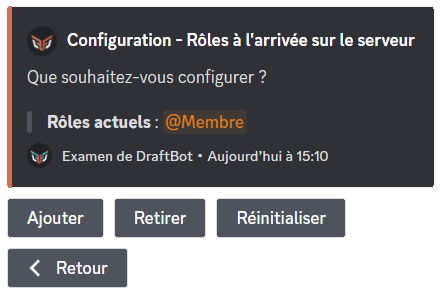 Configuration - Rôles à l'arrivée sur le serveur
Que souhaitez-vous configurer ?
Rôles actuels : @Membre
Examen de DraftBot • Aujourd'hui à 15:10
Ajouter
Retirer
Réinitialiser
Retour